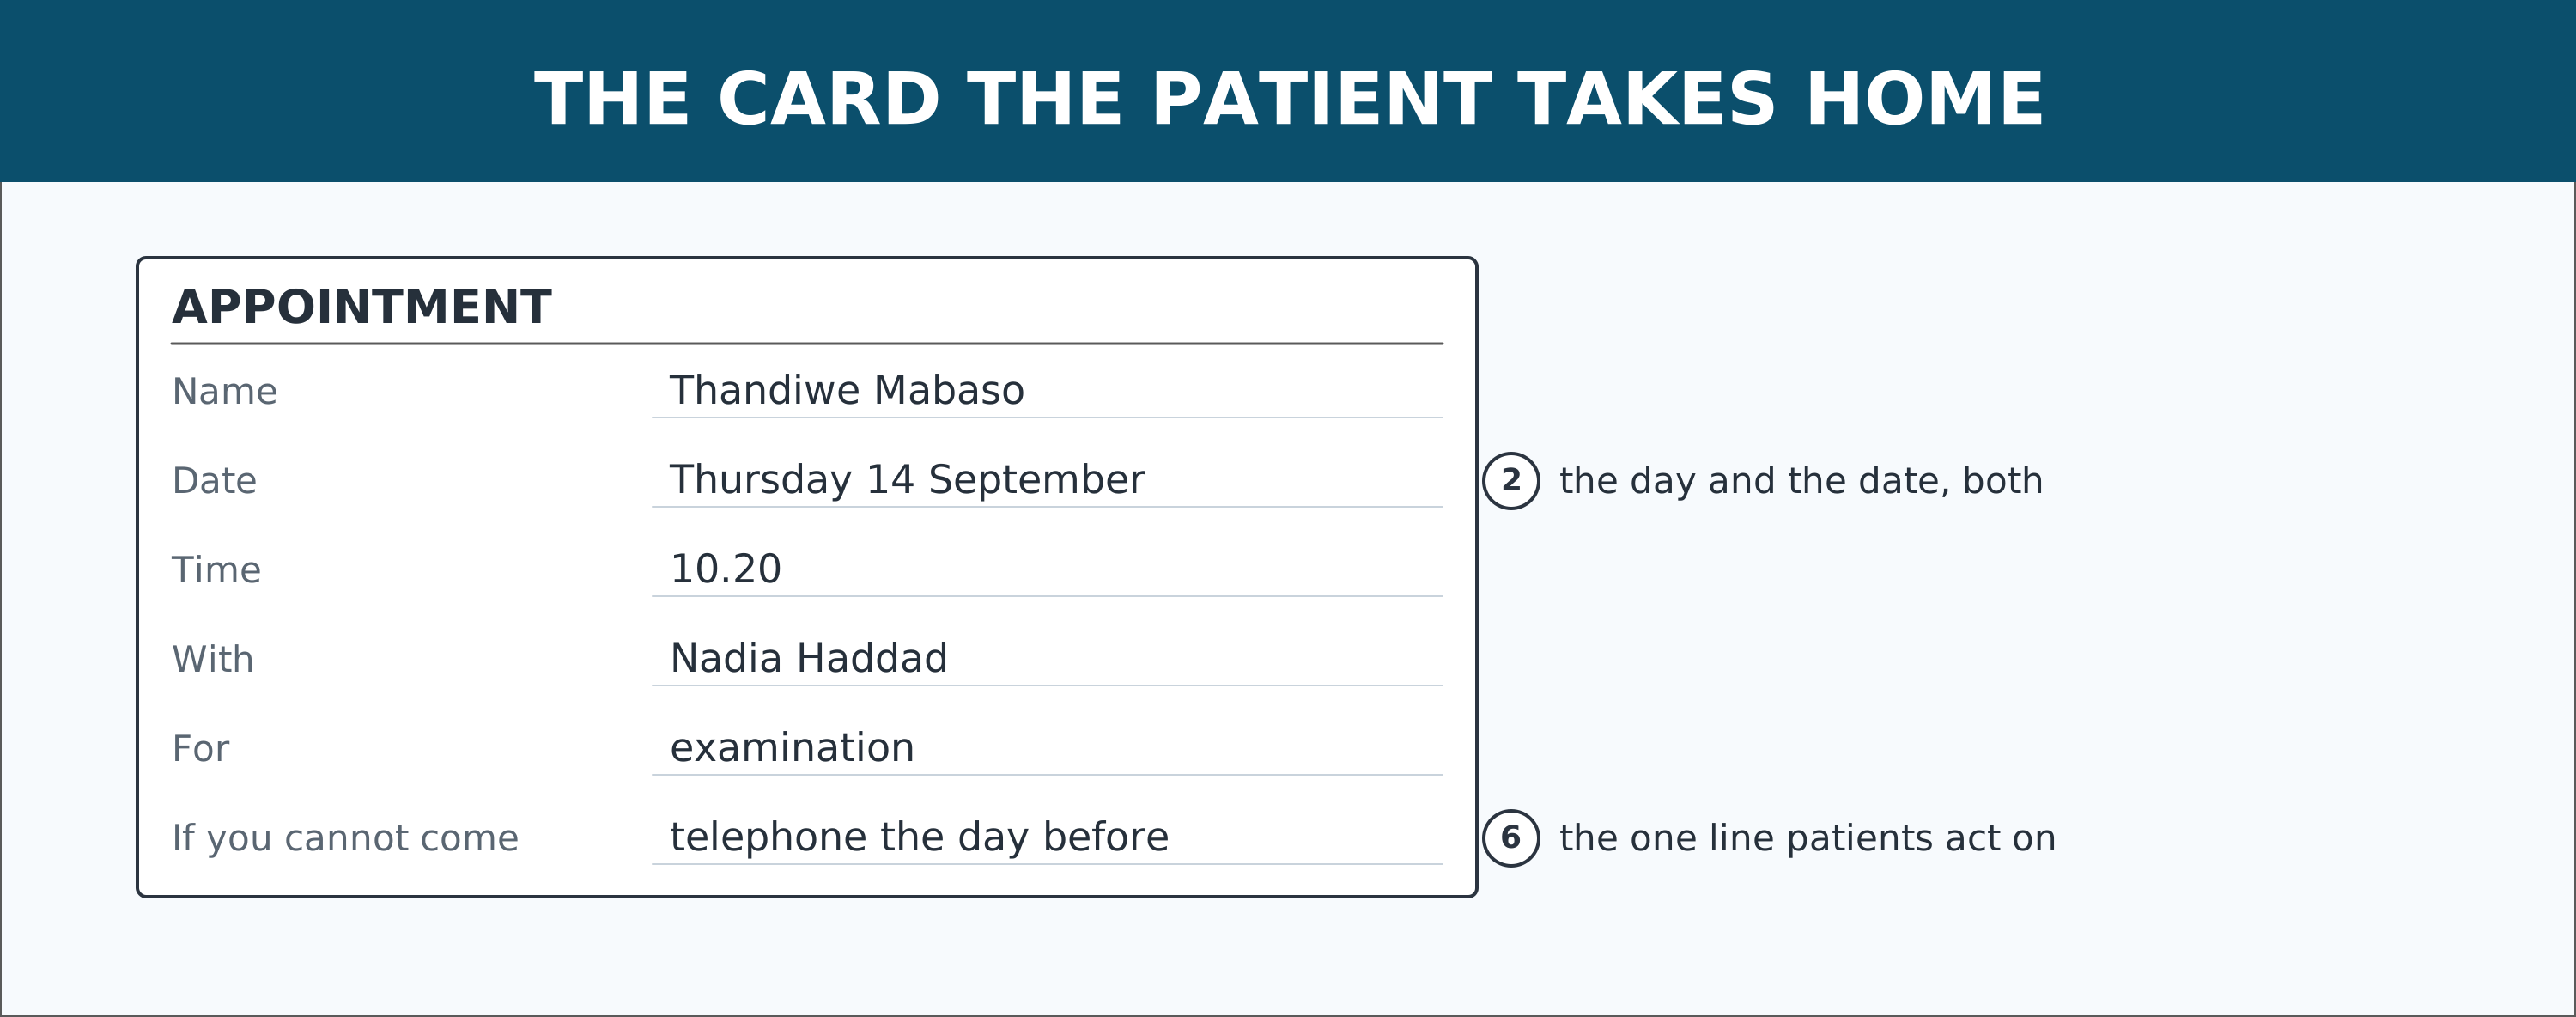 THE CARD THE PATIENT TAKES HOME
APPOINTMENT
Name Thandiwe Mabaso
Date Thursday 14 September 2 the day and the date, both
Time 10.20
With Nadia Haddad
For examination
If you cannot come telephone the day before 6 the one line patients act on